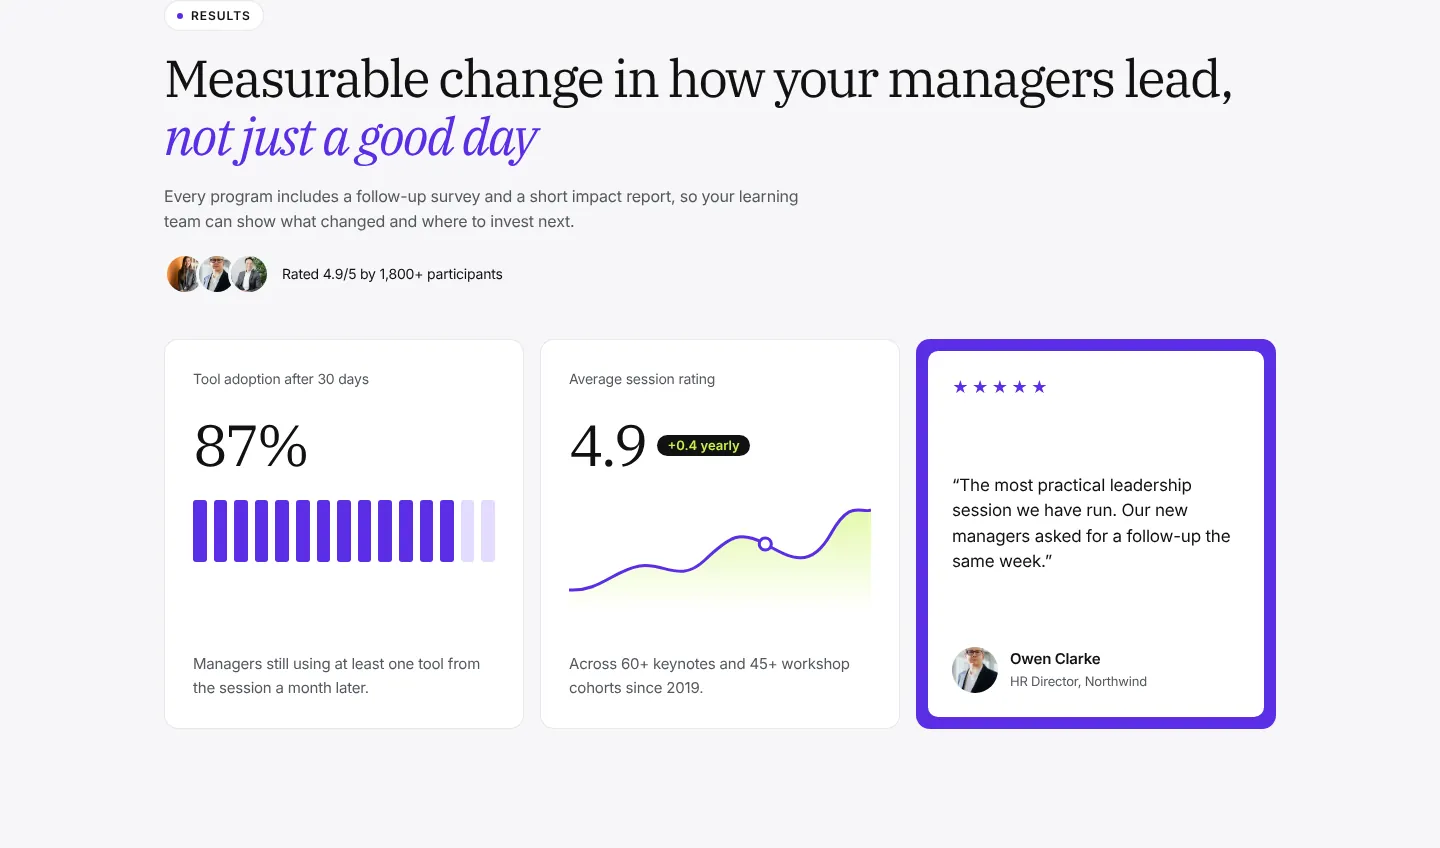 RESULTS
Measurable change in how your managers lead,
not just a good day
Every program includes a follow-up survey and a short impact report, so your learning
team can show what changed and where to invest next.
Rated 4.9/5 by 1,800+ participants
Tool adoption after 30 days
87%
Managers still using at least one tool from
the session a month later.
Average session rating
4.9 +0.4 yearly
Across 60+ keynotes and 45+ workshop
cohorts since 2019.
“The most practical leadership
session we have run. Our new
managers asked for a follow-up the
same week.”
Owen Clarke
HR Director, Northwind